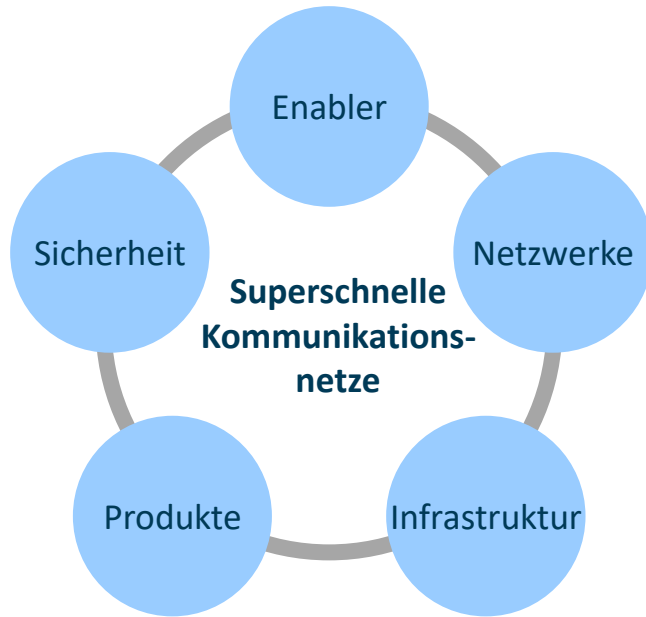 Enabler
Sicherheit
Netzwerke
Superschnelle
Kommunikations-
netze
Produkte
Infrastruktur